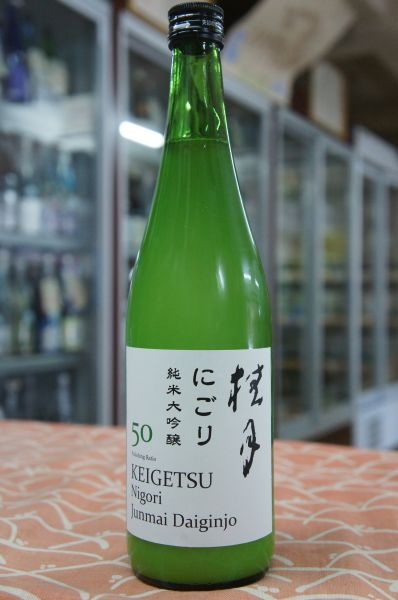 桂月
にごり
純米大吟醸
50
Polishing Ratio
KEIGETSU
Nigori
Junmai Daiginjo